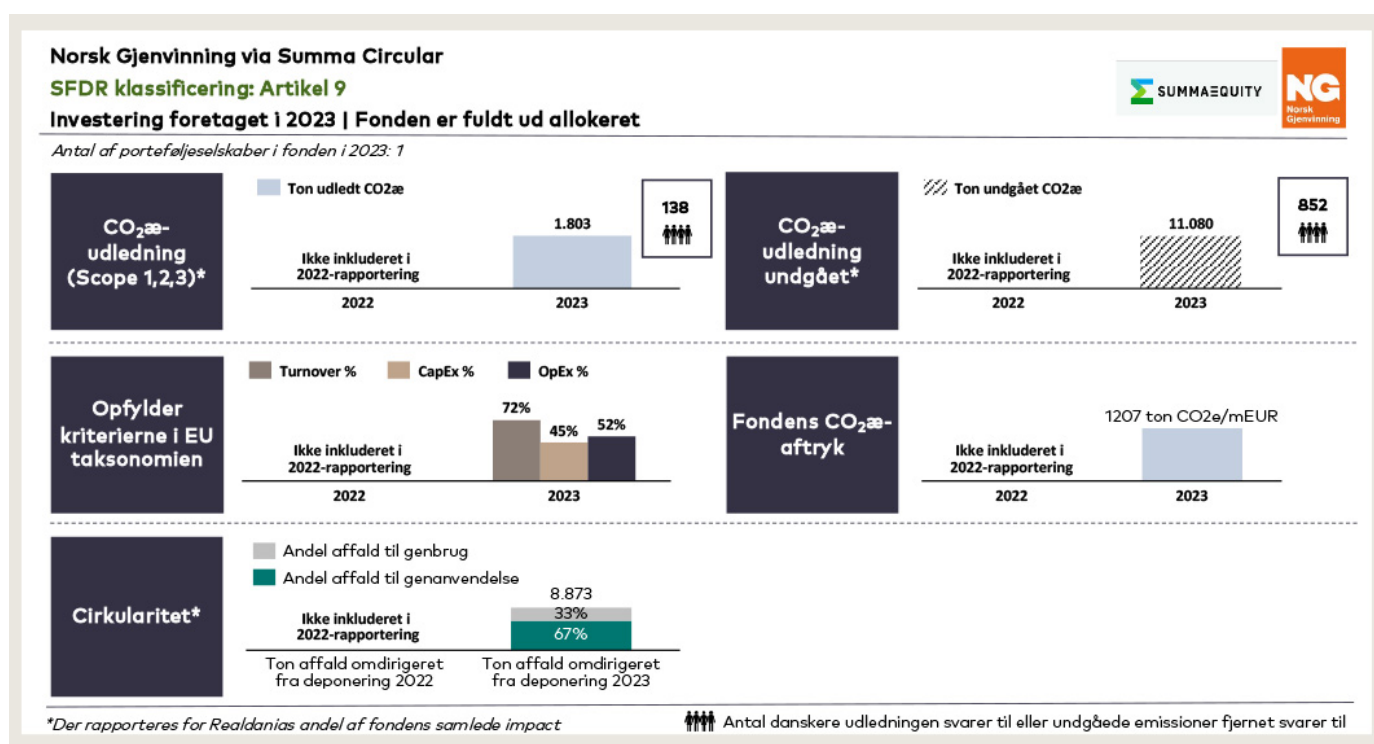 Norsk Gjenvinning via Summa Circular
SFDR klassificering: Artikel 9
Investering foretaget i 2023 | Fonden er fuldt ud allokeret
SUMMAEQUITY
NG
Norsk
Gjenvinning
Antal af porteføljeselskaber i fonden i 2023: 1
CO₂æ-
udledning
(Scope 1,2,3)*
Ton udledt CO2æ
138
1.803
Ikke inkluderet i
2022-rapportering
2022
2023
CO₂æ-
udledning
undgået*
Ton undgået CO2æ
852
11.080
Ikke inkluderet i
2022-rapportering
2022
2023
Opfylder
kriterierne i EU
taksonomien
Turnover %
CapEx %
OpEx %
72%
45%
52%
Ikke inkluderet i
2022-rapportering
2022
2023
Fondens CO₂æ-
aftryk
1207 ton CO2e/mEUR
Ikke inkluderet i
2022-rapportering
2022
2023
Cirkularitet*
Andel affald til genbrug
Andel affald til genanvendelse
8.873
33%
67%
Ikke inkluderet i
2022-rapportering
Ton affald omdirigeret
fra deponering 2022
Ton affald omdirigeret
fra deponering 2023
*Der rapporteres for Realdanias andel af fondens samlede impact
Antal danskere udledningen svarer til eller undgåede emissioner fjernet svarer til